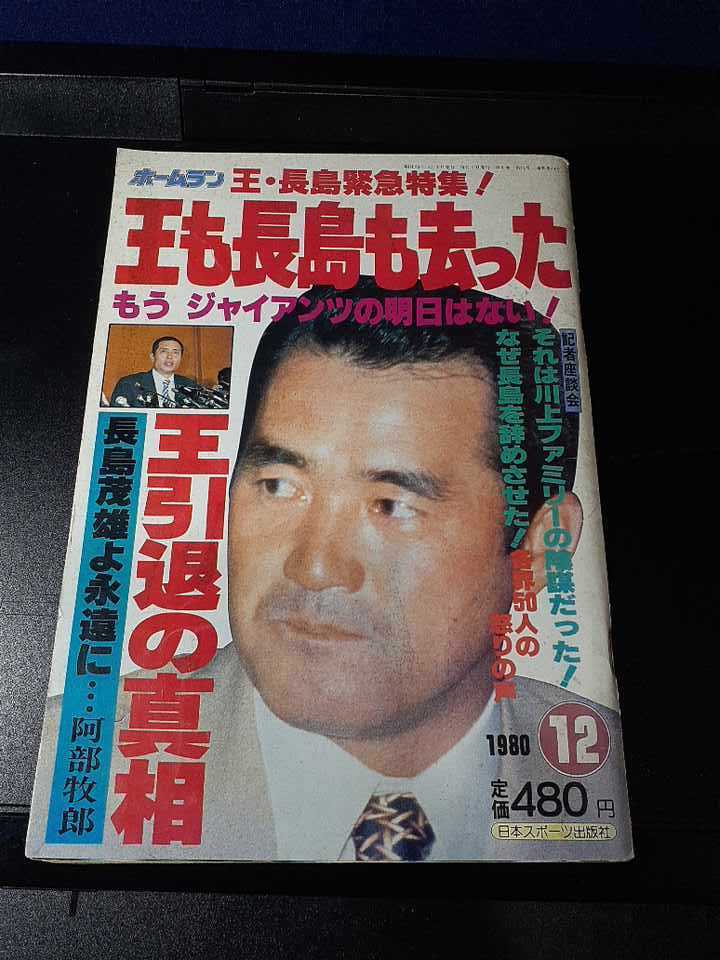 ホームラン
王・長島緊急特集!
王も長島も去った
もう ジャイアンツの明日はない!
記者座談会
それは川上ファミリーの陰謀だった!
なぜ長島を辞めさせた!
各界50人の
怒りの声
王引退の真相
長島茂雄よ永遠に…阿部牧郎
1980
12
定価480円
日本スポーツ出版社